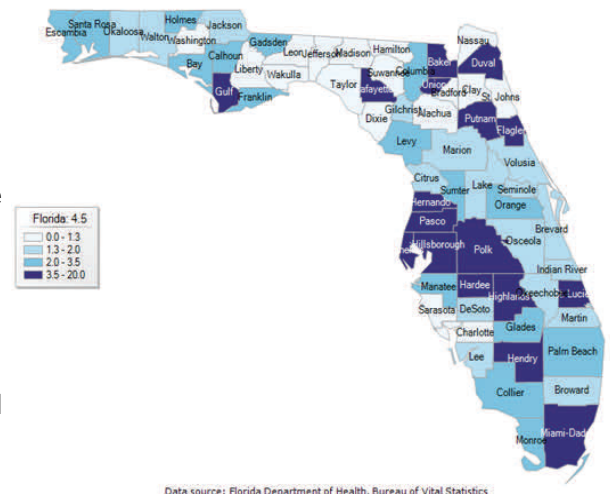 Nassau
Holmes
Jackson
Santa Rosa
Escambia
Okaloosa
Walton
Washington
Gadsden
Hamilton
Madison
Baker
Duval
Leon
Jefferson
Calhoun
Bay
Liberty
Wakulla
Suwannee
Columbia
Union
Taylor
Lafayette
Bradford
Clay
St. Johns
Gulf
Franklin
Gilchrist
Alachua
Putnam
Dixie
Flagler
Levy
Marion
Volusia
Citrus
Lake
Sumter
Seminole
Hernando
Orange
Florida: 4.5
Pasco
0.0 - 1.3
Brevard
1.3 - 2.0
Hillsborough
Osceola
2.0 - 3.5
Polk
3.5 - 20.0
Indian River
Manatee
Hardee
Highlands
Okeechobee
St. Lucie
Sarasota
DeSoto
Martin
Glades
Charlotte
Lee
Hendry
Palm Beach
Collier
Broward
Monroe
Miami-Dade
Data source: Florida Department of Health, Bureau of Vital Statistics